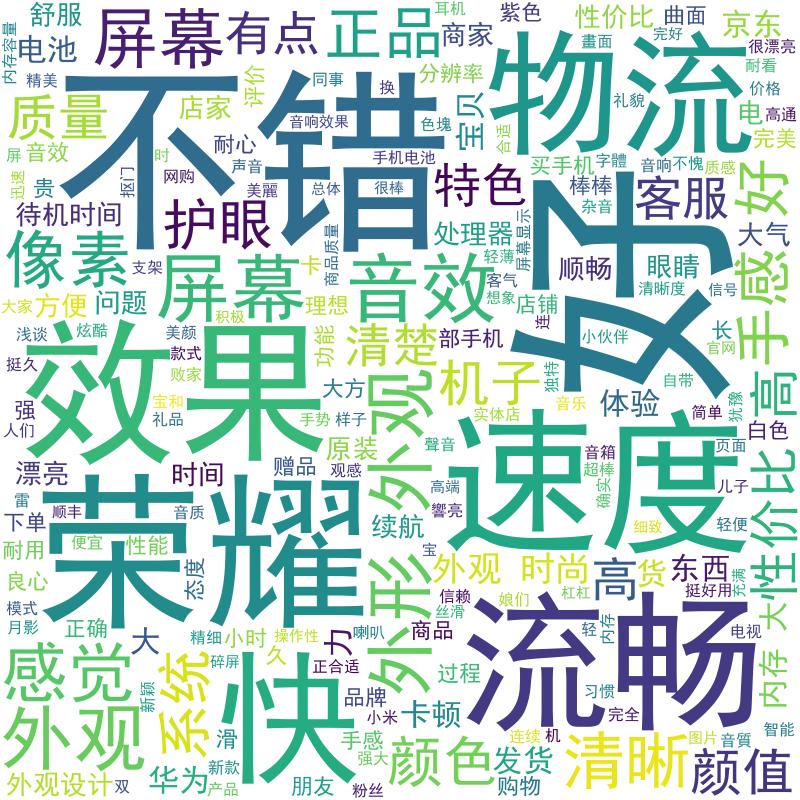 舒服
屏幕
有点
正品
耳机
商家
紫色
性价比
曲面
完好
京东
内存容量
电池
精美
质量
店家
评价
同事
换
分辨率
宝贝
物流
畫面
很漂亮
耐看
礼貌
价格
电
高通
完美
不错
音响效果
色块
合适
屏
音效
时
耐心
声音
手机电池
买手机
字體
音响不愧
质感
迅速
贵
抠门
网购
美麗
总体
很棒
特色
棒棒
杂音
客服
好
待机时间
护眼
商品质量
处理器
屏幕显示
大气
像素
支架
屏幕
卡
音效
轻薄
客气
顺畅
眼睛
手感
大家
方便
问题
积极
理想
想象
店铺
连
清晰度
信号
浅谈
炫酷
美颜
功能
清楚
部手机
小伙伴
长
官网
挺久
款式
败家
效果
大方
外观
机子
独特
自带
高
强
人们
宝和
礼品
手势
样子
实体店
音乐
体验
简单
犹豫
好
漂亮
时间
原装
聲音
速度
音箱
白色
页面
赠品
观感
高端
超棒
确实棒
儿子
性价比
雷
下单
顺丰
荣耀
音质
续航
響亮
细致
轻便
耐用
便宜
性能
态度
宝
外观
时尚
高
货
东西
充满
良心
外形
信赖
丝滑
娘们
杠杠
挺好用
大
模式
月影
正确
大
精细
小时
操作性
力
喇叭
商品
流畅
轻
内存
电视
感觉
系统
碎屏
久
正合适
过程
内存
新颖
快
品牌
小米
卡顿
习惯
完全
外观
滑
手感
颜色
连续
机
图片
音質
智能
外观设计
双
华为
新款
产品
朋友
强大
粉丝
发货
购物
清晰
颜值